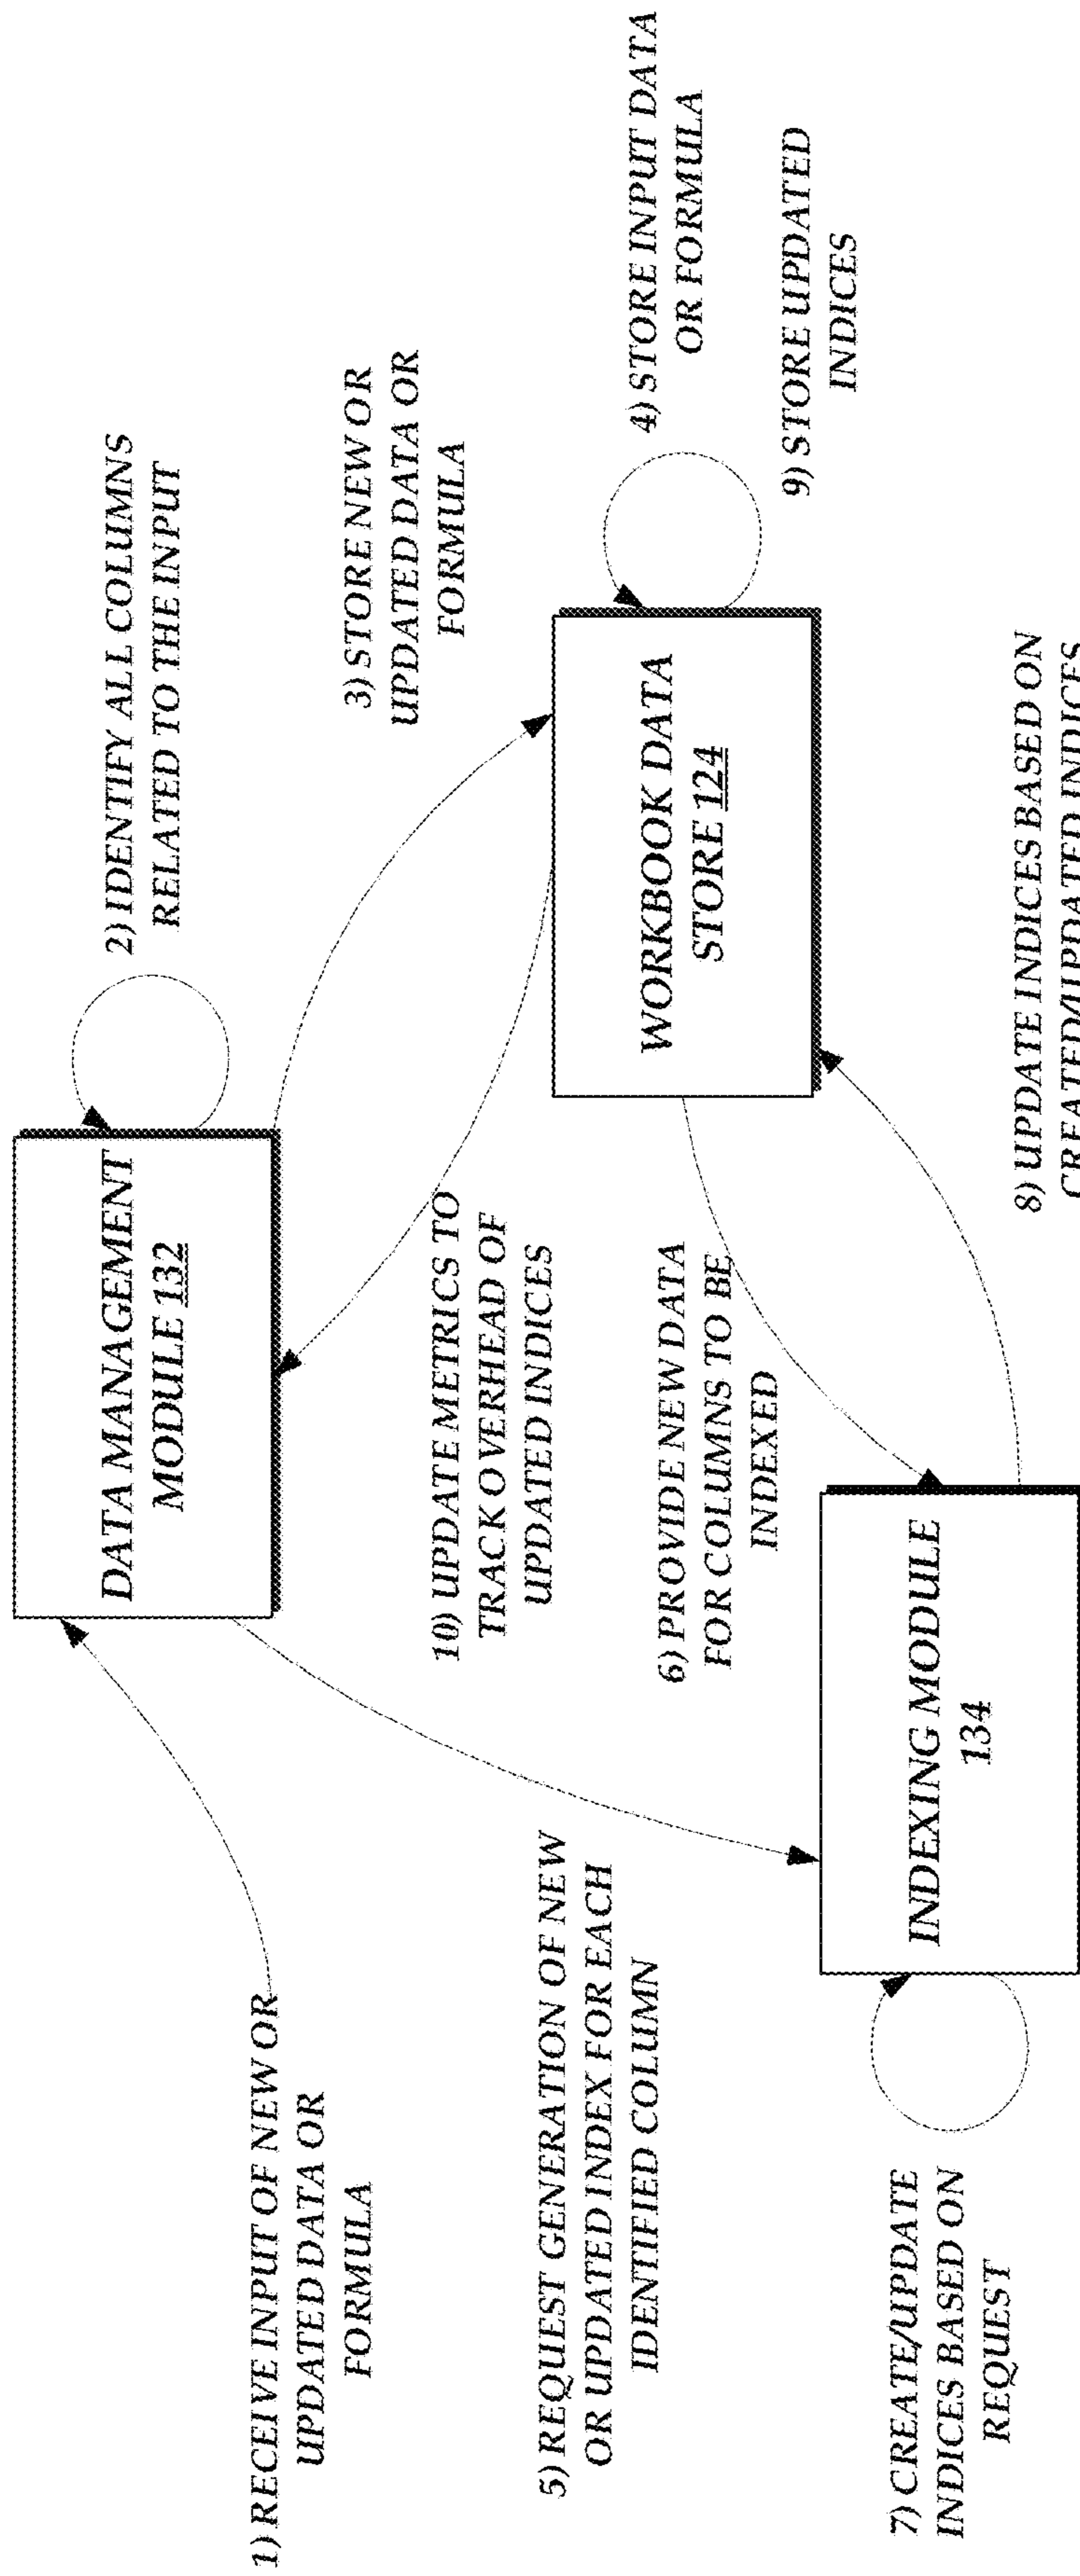 1) RECEIVE INPUT OF NEW OR
UPDATED DATA OR
FORMULA
DATA MANAGEMENT
MODULE 132
2) IDENTIFY ALL COLUMNS
RELATED TO THE INPUT
3) STORE NEW OR
UPDATED DATA OR
FORMULA
10) UPDATE METRICS TO
TRACK OVERHEAD OF
UPDATED INDICES
5) REQUEST GENERATION OF NEW
OR UPDATED INDEX FOR EACH
IDENTIFIED COLUMN
6) PROVIDE NEW DATA
FOR COLUMNS TO BE
INDEXED
WORKBOOK DATA
STORE 124
4) STORE INPUT DATA
OR FORMULA
9) STORE UPDATED
INDICES
7) CREATE/UPDATE
INDICES BASED ON
REQUEST
INDEXING MODULE
134
8) UPDATE INDICES BASED ON
CREATED/UPDATED INDICES